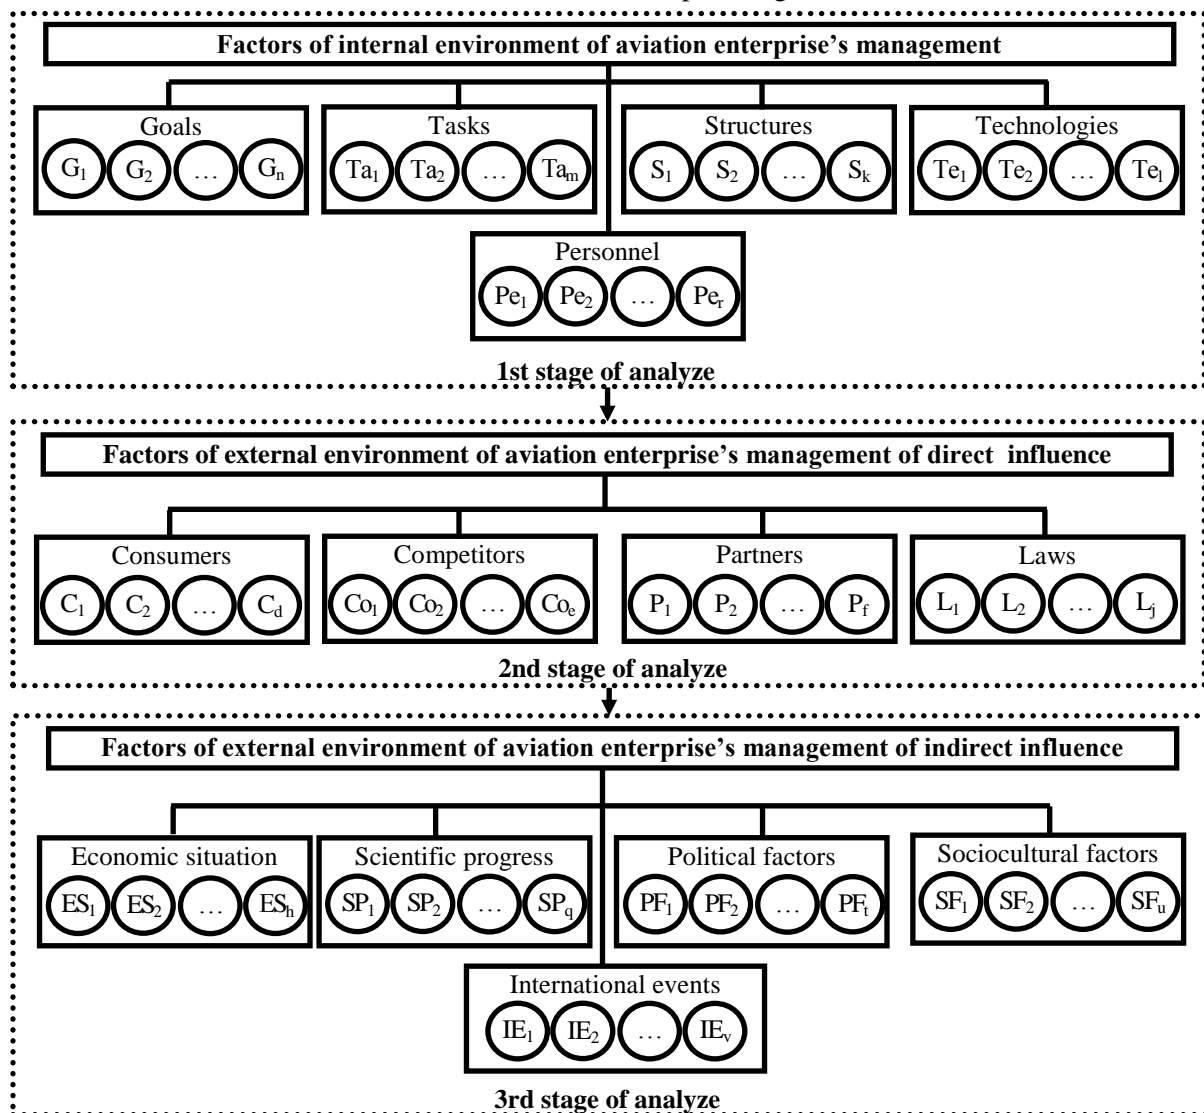 Factors of internal environment of aviation enterprise's management
Goals
G1 G2 … Gn
Tasks
Ta1 Ta2 … Tam
Structures
S1 S2 … Sk
Technologies
Te1 Te2 … Tel
Personnel
Pe1 Pe2 … Per
1st stage of analyze
Factors of external environment of aviation enterprise's management of direct influence
Consumers
C1 C2 … Cd
Competitors
Co1 Co2 … Coe
Partners
P1 P2 … Pf
Laws
L1 L2 … Lj
2nd stage of analyze
Factors of external environment of aviation enterprise's management of indirect influence
Economic situation
ES1 ES2 … ESh
Scientific progress
SP1 SP2 … SPq
Political factors
PF1 PF2 … PFt
Sociocultural factors
SF1 SF2 … SFu
International events
IE1 IE2 … IEv
3rd stage of analyze